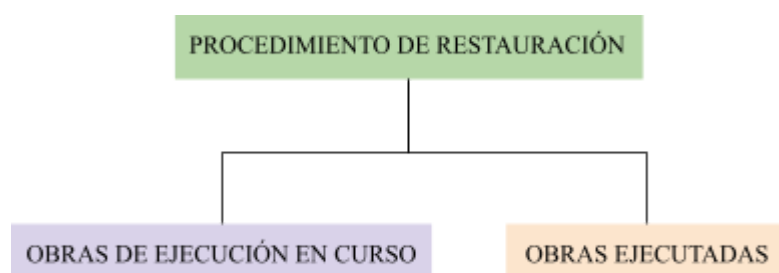 PROCEDIMIENTO DE RESTAURACIÓN
OBRAS DE EJECUCIÓN EN CURSO
OBRAS EJECUTADAS